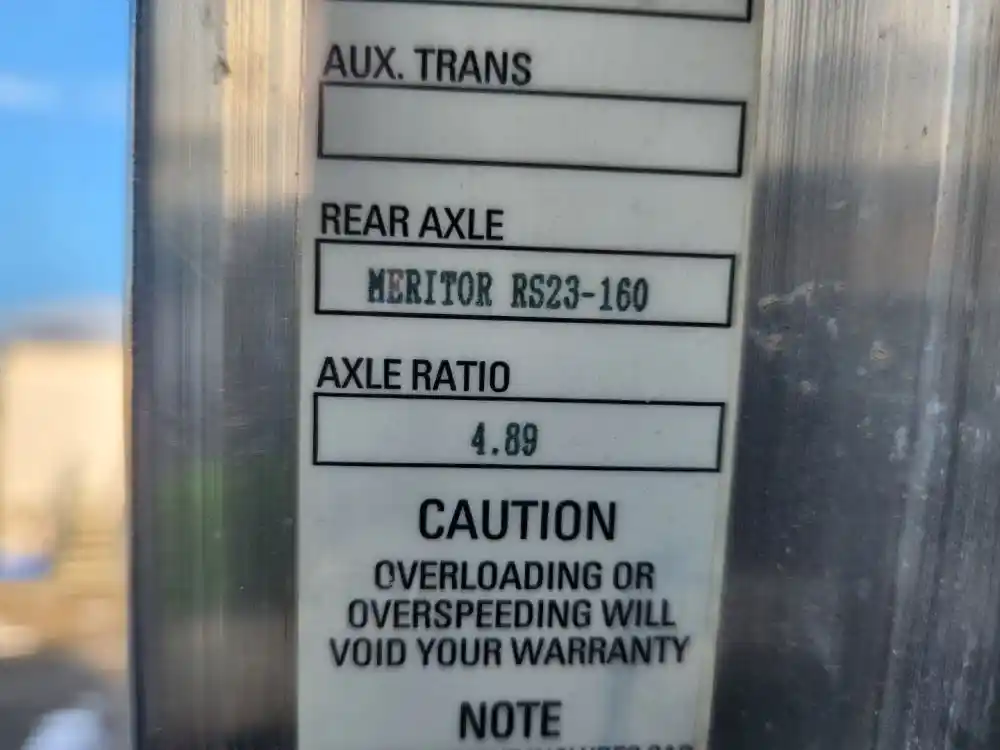 AUX. TRANS
REAR AXLE
MERITOR RS23-160
AXLE RATIO
4.89
CAUTION
OVERLOADING OR
OVERSPEEDING WILL
VOID YOUR WARRANTY
NOTE